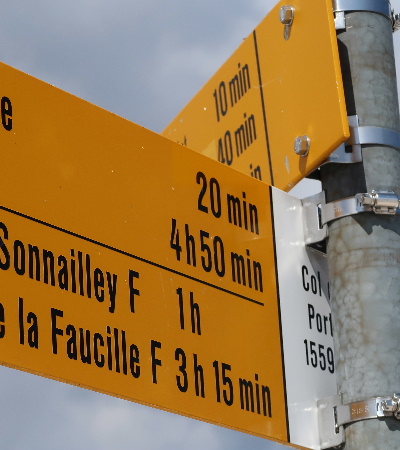 10 min
40 min
e
20 min
4h50 min
Sonnailley F 1h
e la Faucille F 3h 15 min
Col
Port
1559